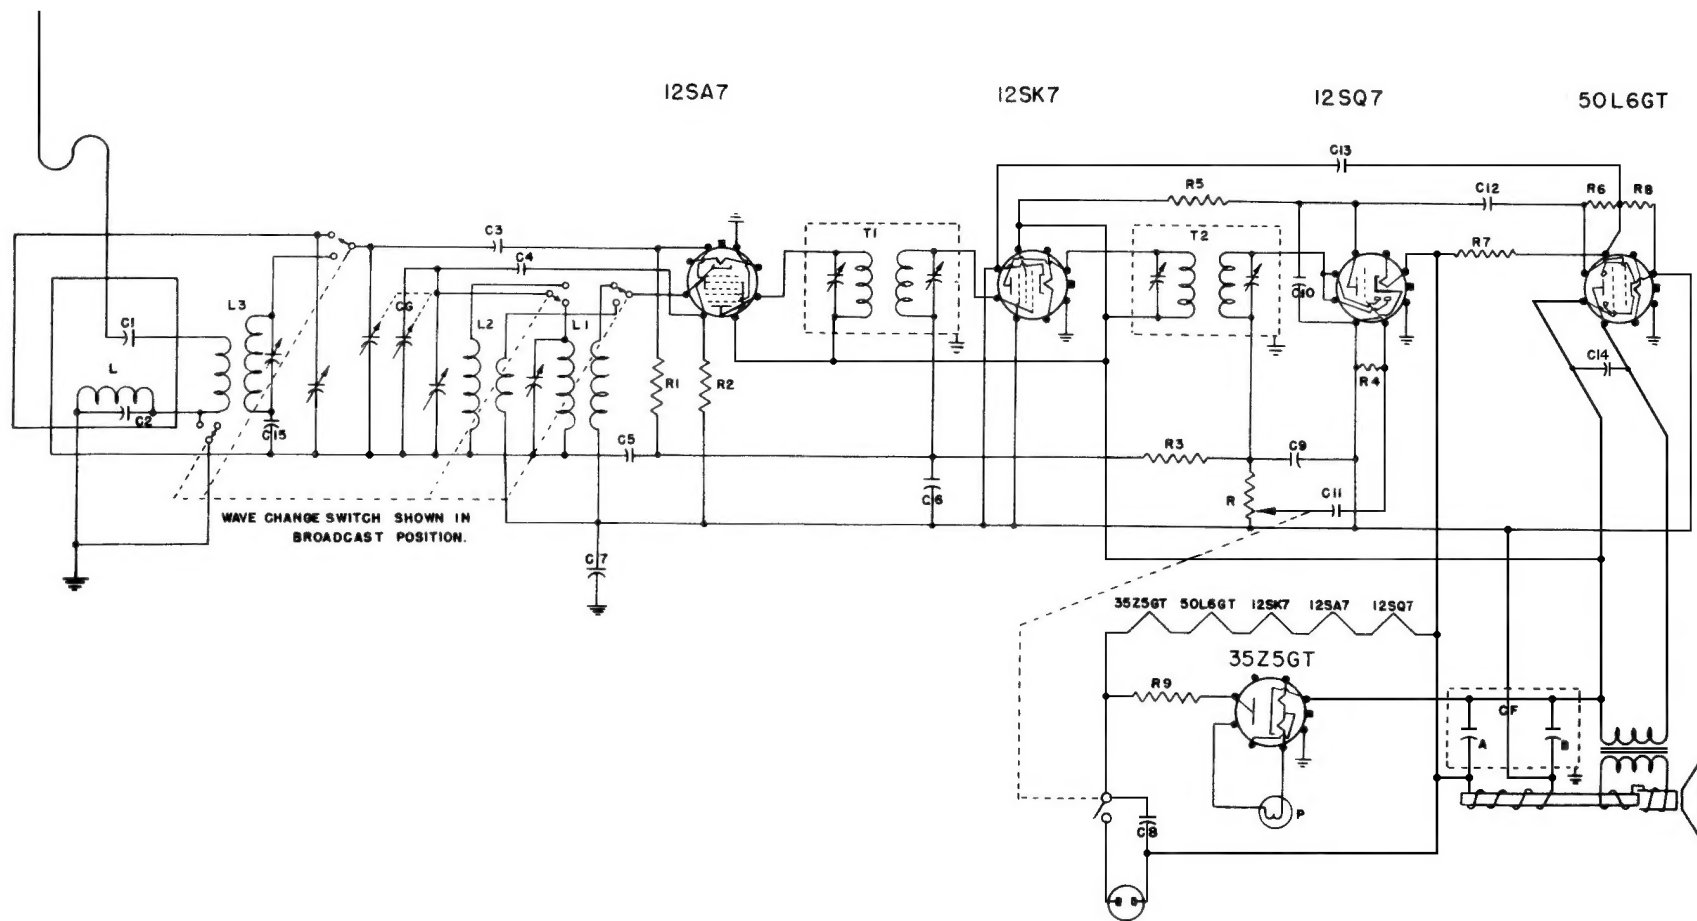 12SA7
12SK7
12SQ7
50L6GT
C13
R5
C12
R6
R8
C3
C4
T1
T2
R7
L3
CG
C10
C1
L2
L1
C14
L
R1
R2
R4
C2
C15
C5
R3
C9
C16
R
C11
WAVE CHANGE SWITCH SHOWN IN
BROADCAST POSITION.
C17
35Z5GT 50L6GT 12SK7 12SA7 12SQ7
35Z5GT
R9
CF
A
B
P
C8